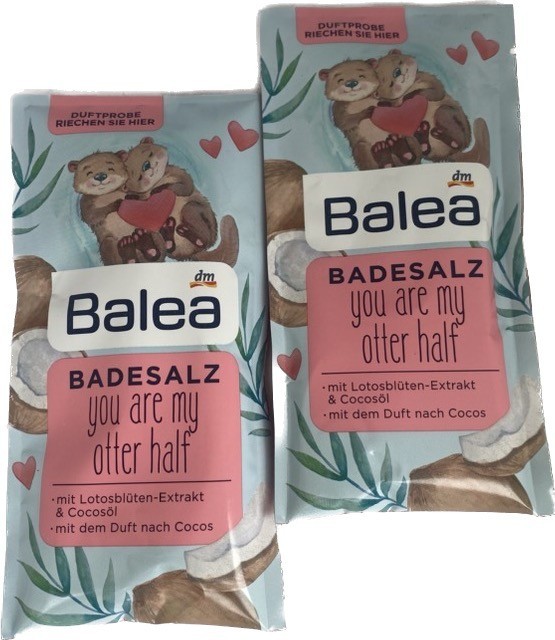 DUFTPROBE
RIECHEN SIE HIER
dm
Balea
BADESALZ
you are my
otter half
• mit Lotosblüten-Extrakt
& Cocosöl
• mit dem Duft nach Cocos
DUFTPROBE
RIECHEN SIE HIER
dm
Balea
BADESALZ
you are my
otter half
• mit Lotosblüten-Extrakt
& Cocosöl
• mit dem Duft nach Cocos